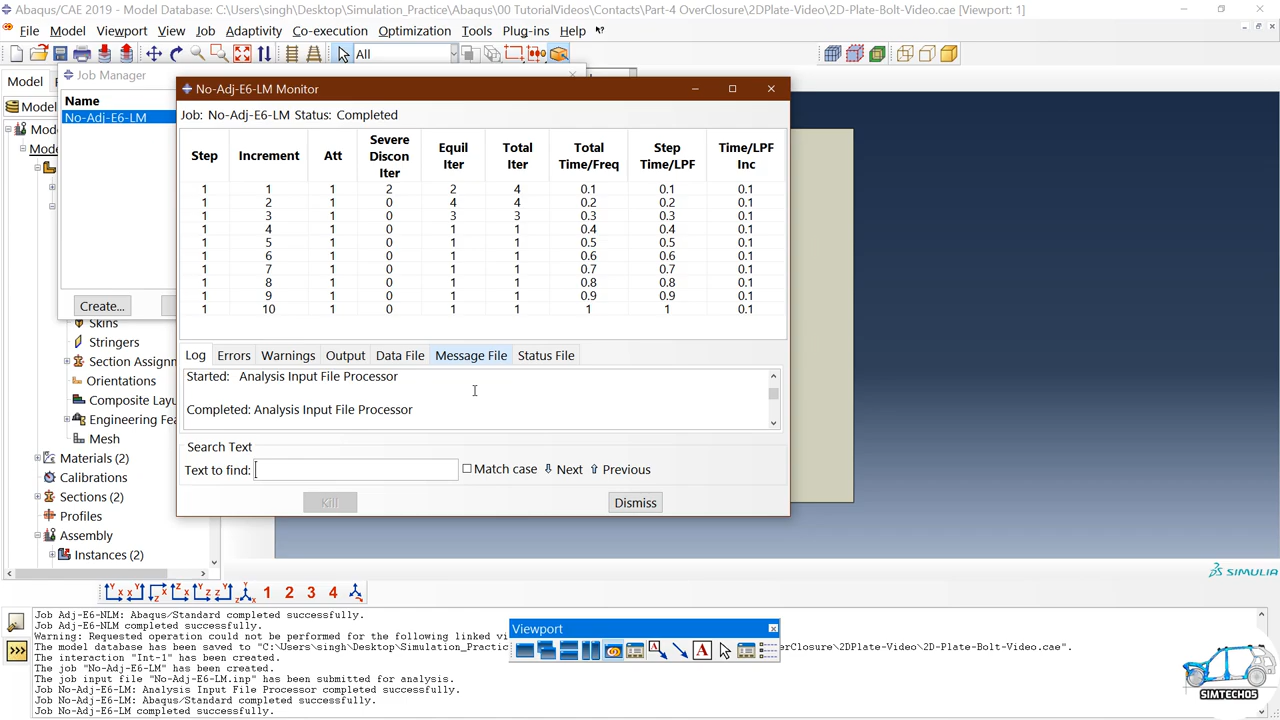 Abaqus/CAE 2019 - Model Database: C:\Users\singh\Desktop\Simulation_Practice\Abaqus\00 TutorialVideos\Contacts\Part-4 OverClosure\2DPlate-Video\2D-Plate-Bolt-Video.cae [Viewport: 1]
File Model Viewport View Job Adaptivity Co-execution Optimization Tools Plug-ins Help
All
Job Manager
Model
No-Adj-E6-LM Monitor
Name
No-Adj-E6-LM
Job: No-Adj-E6-LM Status: Completed
Step Increment Att Severe Discon Iter Equil Iter Total Iter Total Time/Freq Step Time/LPF Time/LPF Inc
1 1 1 2 2 4 0.1 0.1 0.1
1 2 1 0 4 4 0.2 0.2 0.1
1 3 1 0 3 3 0.3 0.3 0.1
1 4 1 0 1 1 0.4 0.4 0.1
1 5 1 0 1 1 0.5 0.5 0.1
1 6 1 0 1 1 0.6 0.6 0.1
1 7 1 0 1 1 0.7 0.7 0.1
1 8 1 0 1 1 0.8 0.8 0.1
1 9 1 0 1 1 0.9 0.9 0.1
1 10 1 0 1 1 1 1 0.1
Create...
Log Errors Warnings Output Data File Message File Status File
Started: Analysis Input File Processor
Completed: Analysis Input File Processor
Search Text
Text to find: Match case Next Previous
Kill Dismiss
Skins
Stringers
Section Assignm
Orientations
Composite Layu
Engineering Fea
Mesh
Materials (2)
Calibrations
Sections (2)
Profiles
Assembly
Instances (2)
1 2 3 4
SIMULIA
Job Adj-E6-NLM: Abaqus/Standard completed successfully.
Job Adj-E6-NLM completed successfully.
Warning: Requested operation could not be performed for the following linked vi
The model database has been saved to "C:\Users\singh\Desktop\Simulation_Practic
erClosure\2DPlate-Video\2D-Plate-Bolt-Video.cae".
The interaction "Int-1" has been created.
The job "No-Adj-E6-LM" has been created.
The job input file "No-Adj-E6-LM.inp" has been submitted for analysis.
Job No-Adj-E6-LM: Analysis Input File Processor completed successfully.
Job No-Adj-E6-LM: Abaqus/Standard completed successfully.
Job No-Adj-E6-LM completed successfully.
Viewport
SIMTECH05